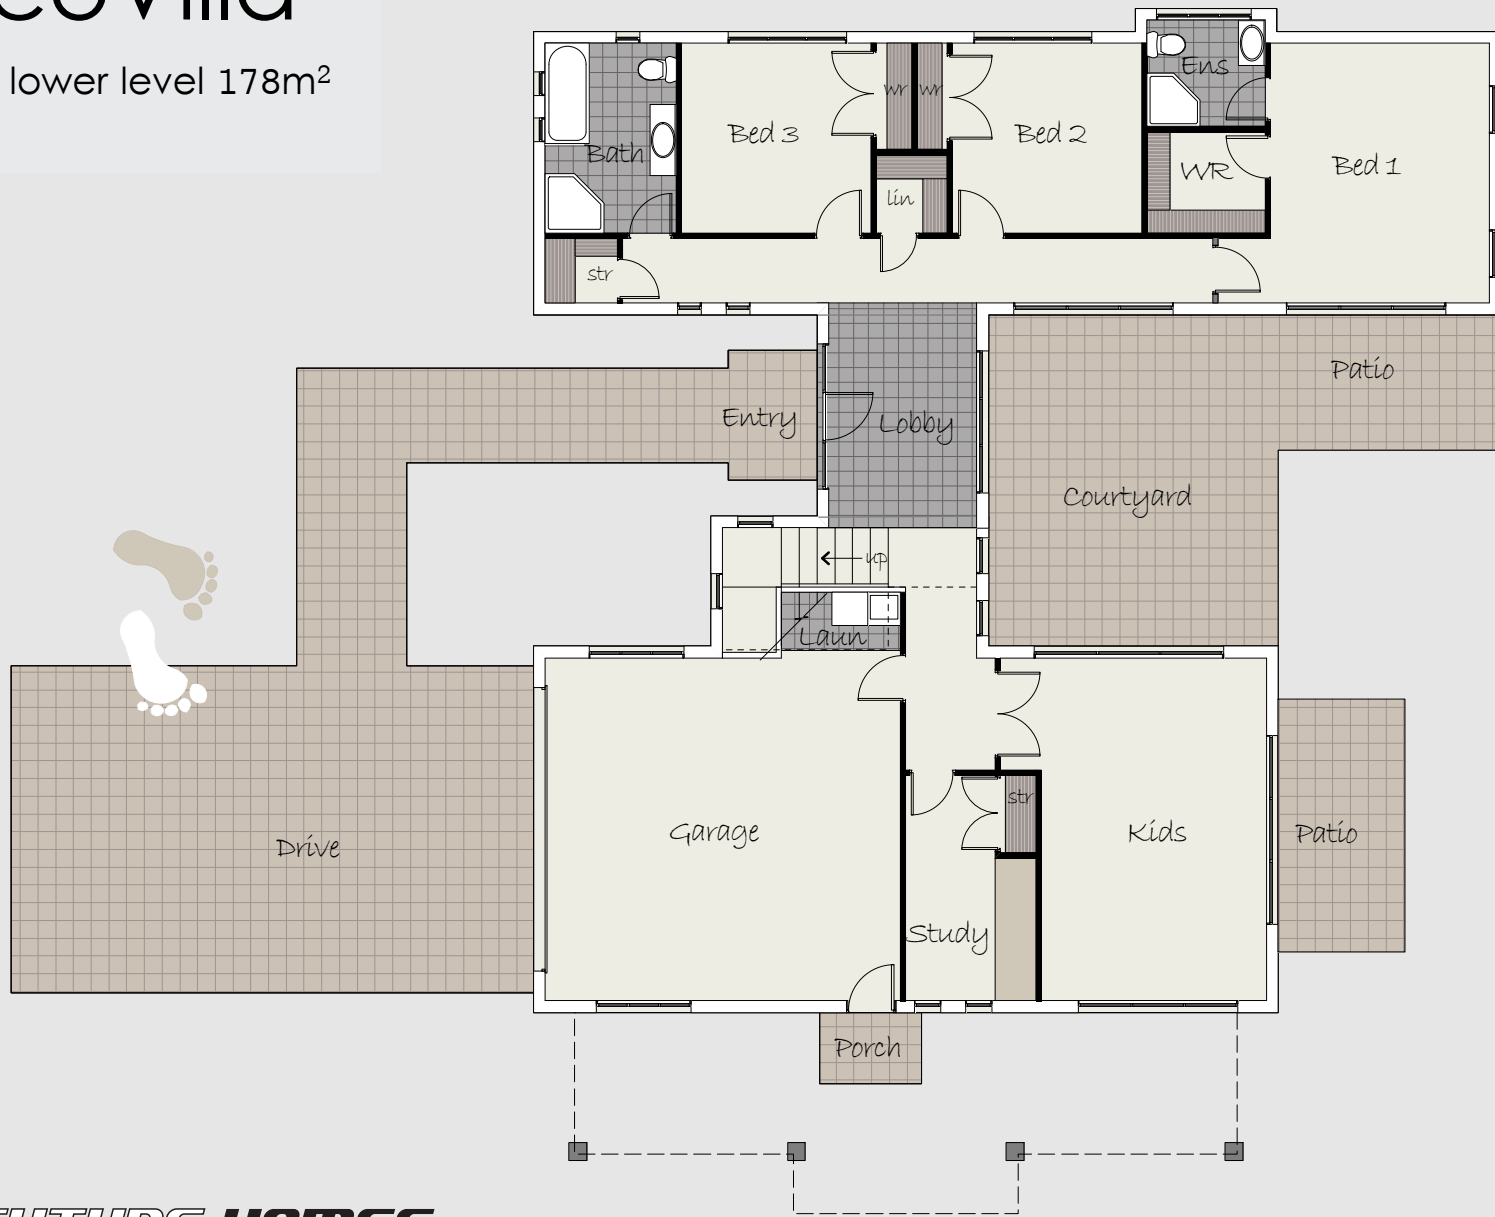 lower level 178m²
Ens
wr wr
Bed 3
Bed 2
Bath
WR
Bed 1
lin
str
Patio
Entry
Lobby
Courtyard
up
Laun
str
Garage
Kids
Patio
Drive
Study
Porch
HOMES